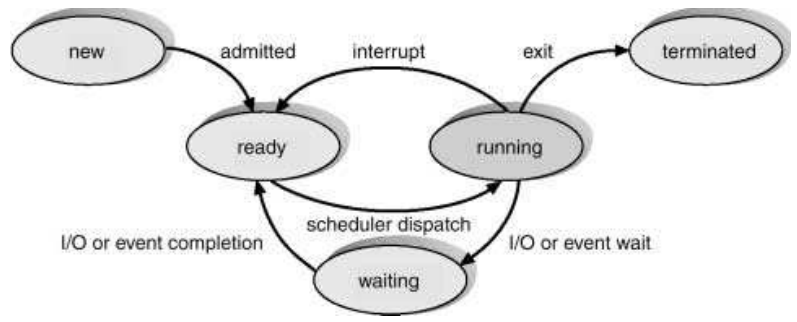 new
admitted
interrupt
exit
terminated
ready
running
scheduler dispatch
I/O or event completion
I/O or event wait
waiting